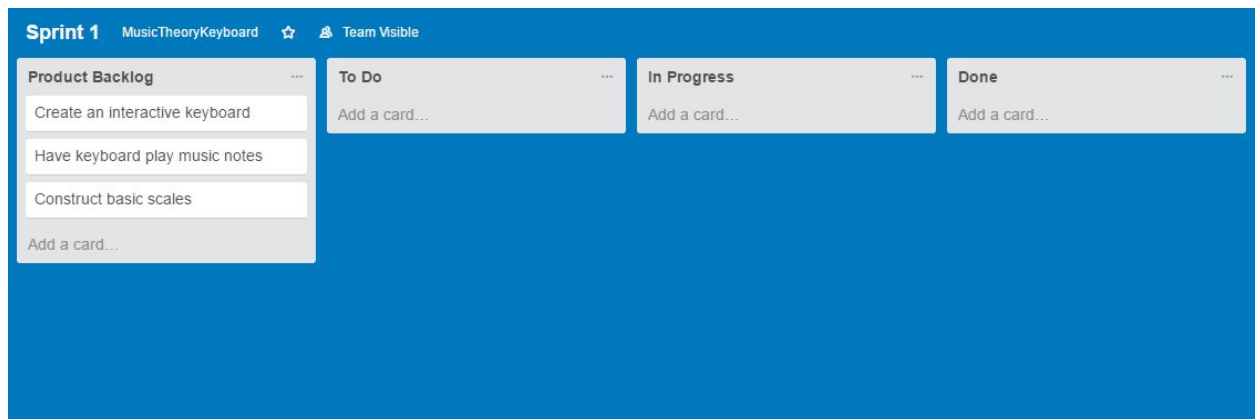 Sprint 1 MusicTheoryKeyboard Team Visible
Product Backlog
Create an interactive keyboard
Have keyboard play music notes
Construct basic scales
Add a card...
To Do
Add a card...
In Progress
Add a card...
Done
Add a card...